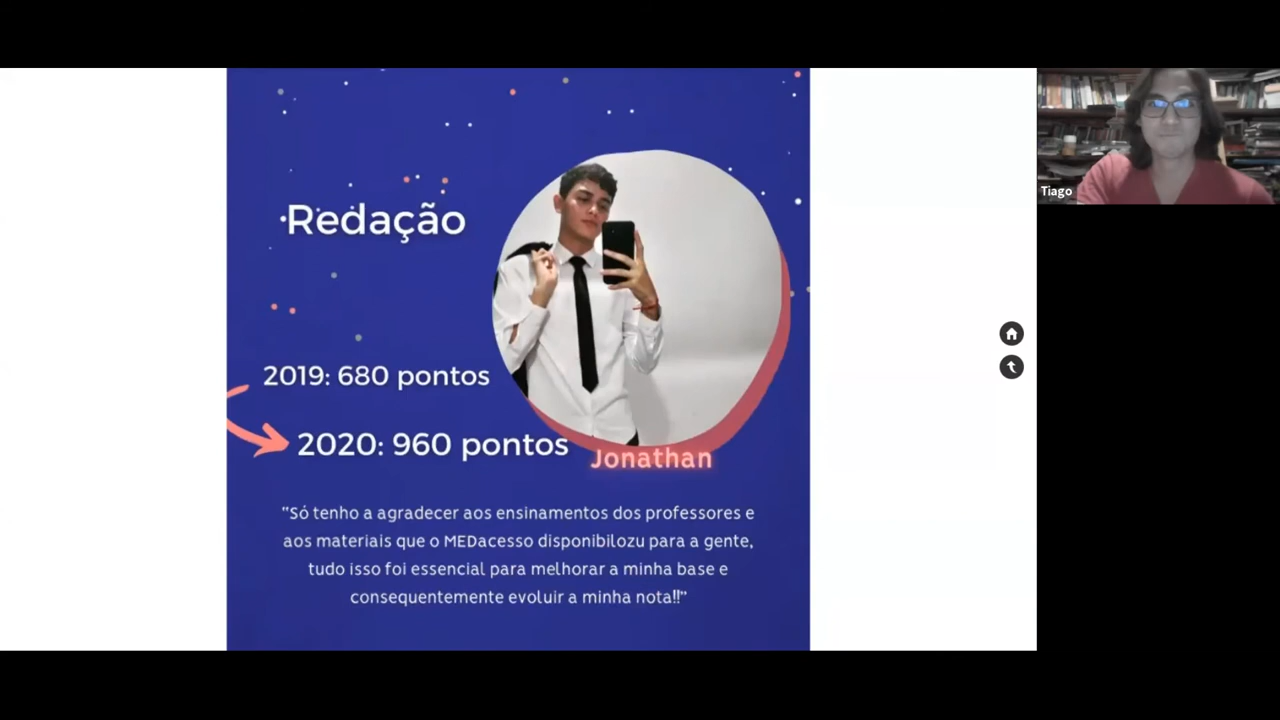 Redação
2019: 680 pontos
2020: 960 pontos
Jonathan
"Só tenho a agradecer aos ensinamentos dos professores e
aos materiais que o MEDacesso disponibilozu para a gente,
tudo isso foi essencial para melhorar a minha base e
consequentemente evoluir a minha nota!!"
Tiago